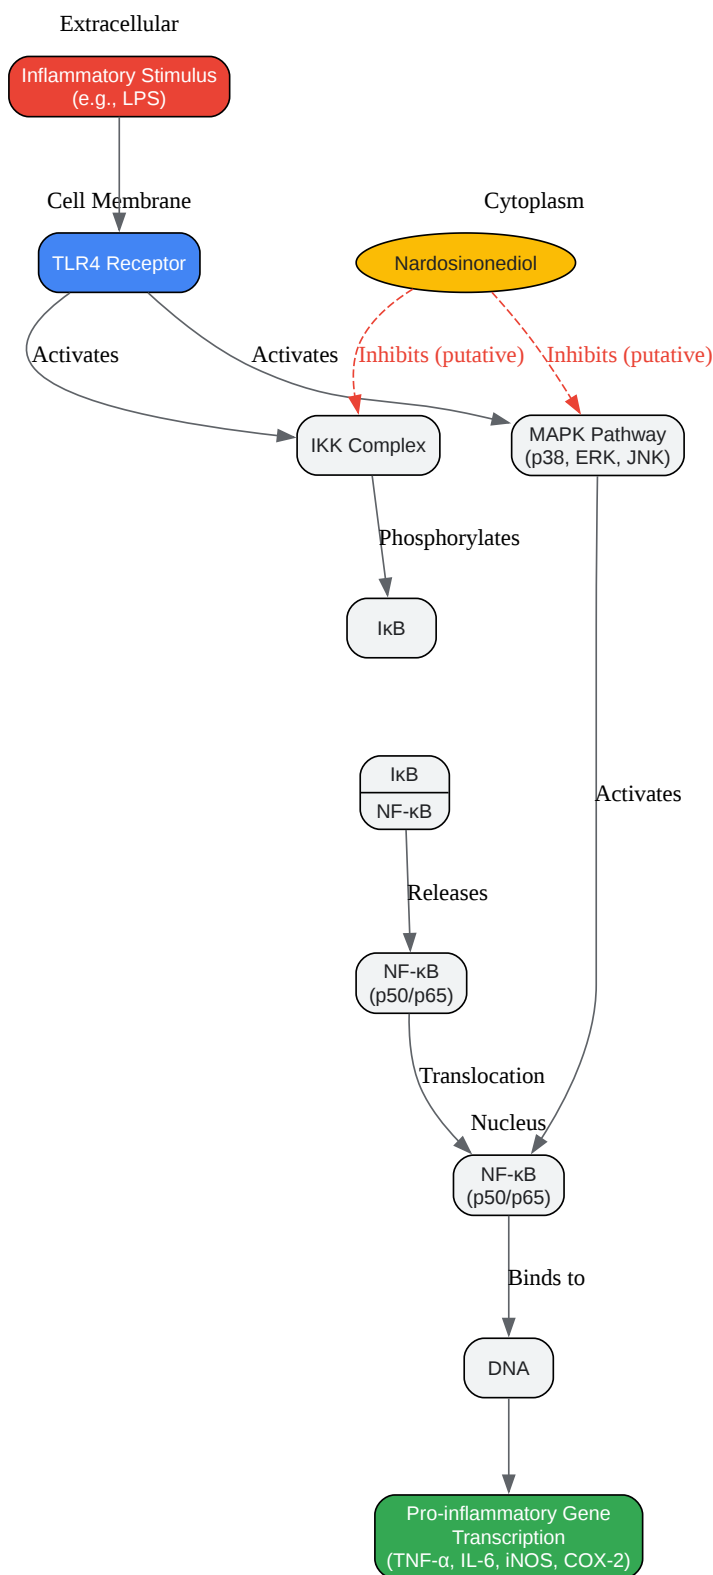 Extracellular
Inflammatory Stimulus
(e.g., LPS)
Cell Membrane
Cytoplasm
TLR4 Receptor
Nardosinonediol
Activates
Activates
Inhibits (putative)
Inhibits (putative)
IKK Complex
MAPK Pathway
(p38, ERK, JNK)
Phosphorylates
IκB
IκB
NF-κB
Activates
Releases
NF-κB
(p50/p65)
Translocation
Nucleus
NF-κB
(p50/p65)
Binds to
DNA
Pro-inflammatory Gene
Transcription
(TNF-α, IL-6, iNOS, COX-2)